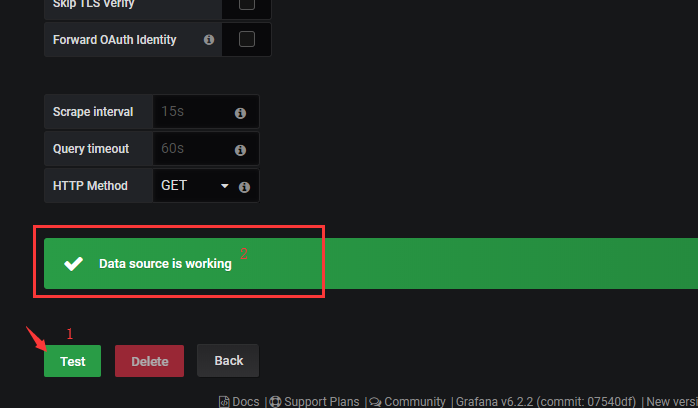 Skip TLS Verify
Forward OAuth Identity
Scrape interval 15s
Query timeout 60s
HTTP Method GET
Data source is working 2
1
Test Delete Back
Docs | Support Plans | Community | Grafana v6.2.2 (commit: 07540df) | New versi